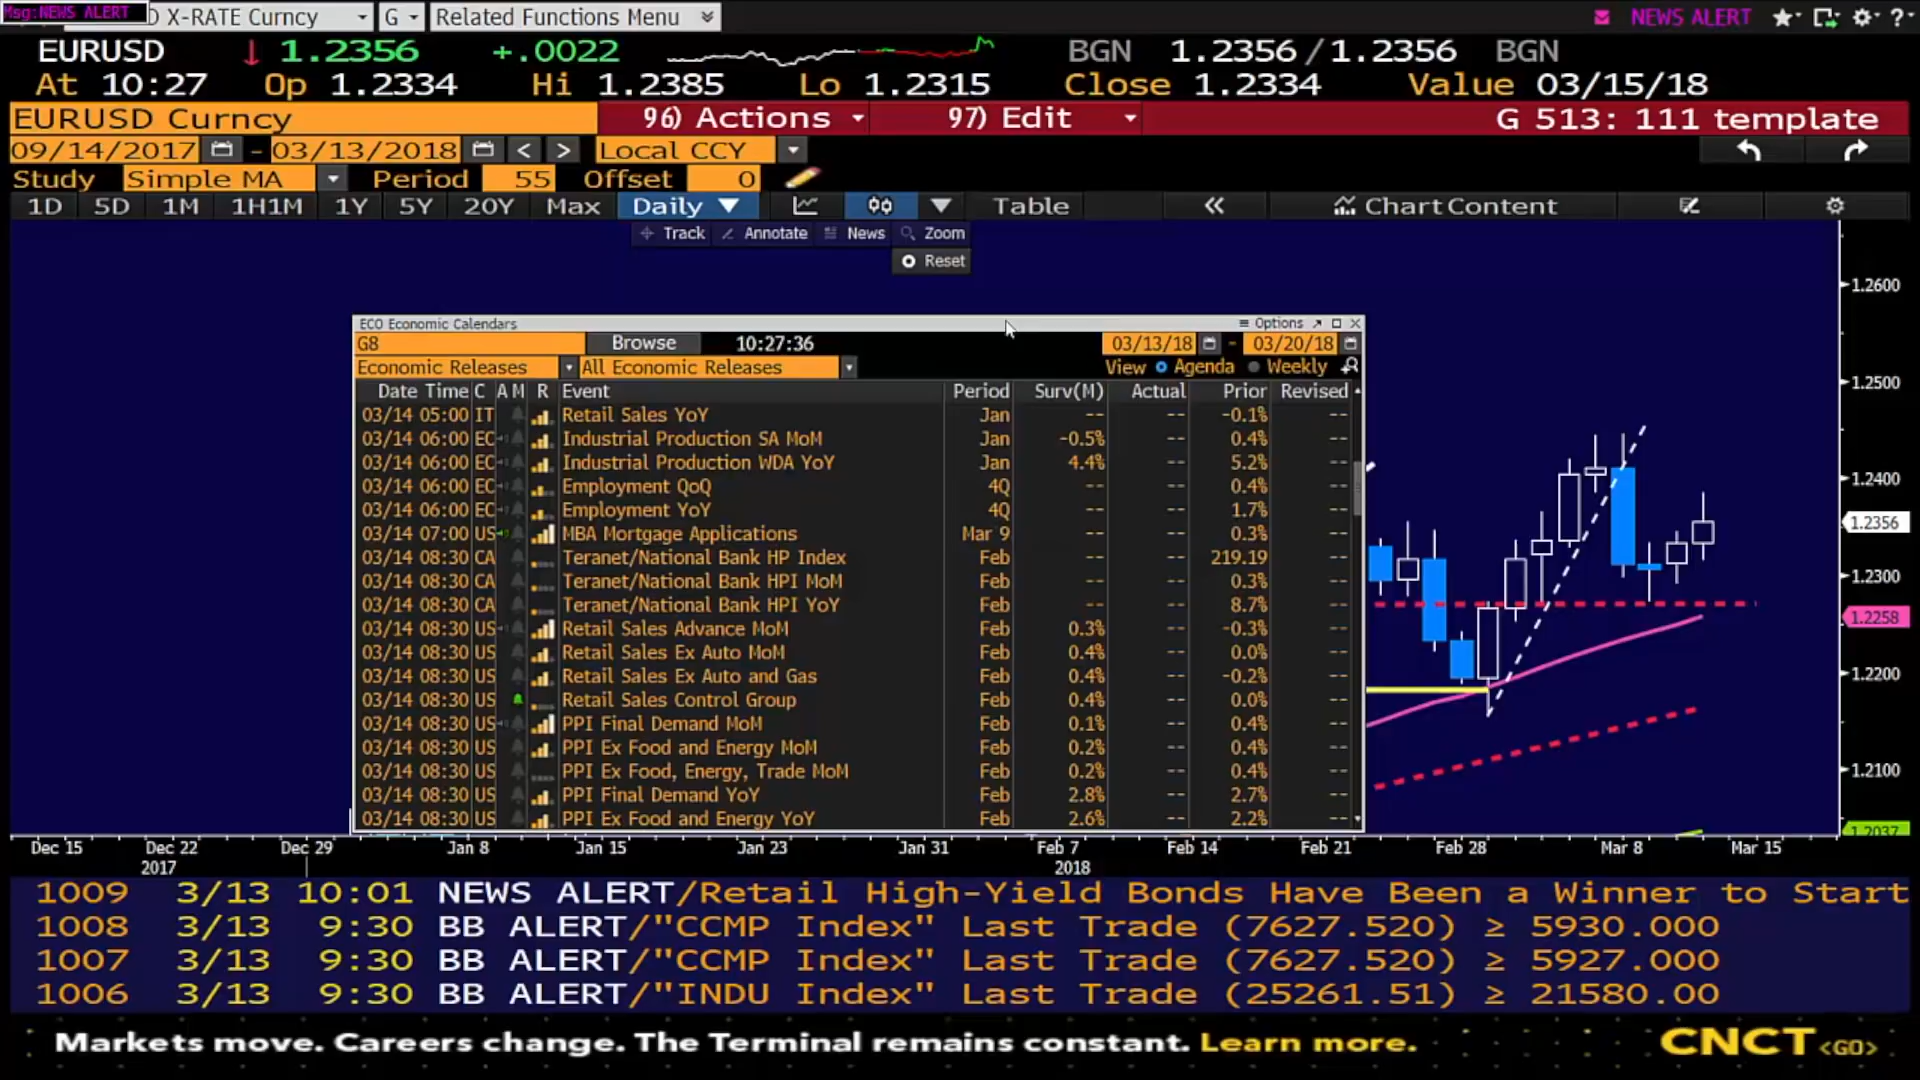 Msg:NEWS ALERT D X-RATE Curncy G Related Functions Menu NEWS ALERT ?
EURUSD 1.2356 +.0022 BGN 1.2356/1.2356 BGN
At 10:27 Op 1.2334 Hi 1.2385 Lo 1.2315 Close 1.2334 Value 03/15/18
EURUSD Curncy 96) Actions 97) Edit G 513: 111 template
09/14/2017 - 03/13/2018 < > Local CCY
Study Simple MA Period 55 Offset 0
1D 5D 1M 1H1M 1Y 5Y 20Y Max Daily Table « Chart Content
Track Annotate News Zoom
Reset
ECO Economic Calendars Options
G8 Browse 10:27:36 03/13/18 - 03/20/18
Economic Releases All Economic Releases View Agenda Weekly
Date Time C A M R Event Period Surv(M) Actual Prior Revised
03/14 05:00 IT Retail Sales YoY Jan -- -- -0.1% --
03/14 06:00 EC Industrial Production SA MoM Jan -0.5% -- 0.4% --
03/14 06:00 EC Industrial Production WDA YoY Jan 4.4% -- 5.2% --
03/14 06:00 EC Employment QoQ 4Q -- -- 0.4% --
03/14 06:00 EC Employment YoY 4Q -- -- 1.7% --
03/14 07:00 US MBA Mortgage Applications Mar 9 -- -- 0.3% --
03/14 08:30 CA Teranet/National Bank HP Index Feb -- -- 219.19 --
03/14 08:30 CA Teranet/National Bank HPI MoM Feb -- -- 0.3% --
03/14 08:30 CA Teranet/National Bank HPI YoY Feb -- -- 8.7% --
03/14 08:30 US Retail Sales Advance MoM Feb 0.3% -- -0.3% --
03/14 08:30 US Retail Sales Ex Auto MoM Feb 0.4% -- 0.0% --
03/14 08:30 US Retail Sales Ex Auto and Gas Feb 0.4% -- -0.2% --
03/14 08:30 US Retail Sales Control Group Feb 0.4% -- 0.0% --
03/14 08:30 US PPI Final Demand MoM Feb 0.1% -- 0.4% --
03/14 08:30 US PPI Ex Food and Energy MoM Feb 0.2% -- 0.4% --
03/14 08:30 US PPI Ex Food, Energy, Trade MoM Feb 0.2% -- 0.4% --
03/14 08:30 US PPI Final Demand YoY Feb 2.8% -- 2.7% --
03/14 08:30 US PPI Ex Food and Energy YoY Feb 2.6% -- 2.2% --
1.2600
1.2500
1.2400
1.2356
1.2300
1.2258
1.2200
1.2100
1.2037
Dec 15 Dec 22 Dec 29 Jan 8 Jan 15 Jan 23 Jan 31 Feb 7 Feb 14 Feb 21 Feb 28 Mar 8 Mar 15
2017 2018
1009 3/13 10:01 NEWS ALERT/Retail High-Yield Bonds Have Been a Winner to Start
1008 3/13 9:30 BB ALERT/"CCMP Index" Last Trade (7627.520) ≥ 5930.000
1007 3/13 9:30 BB ALERT/"CCMP Index" Last Trade (7627.520) ≥ 5927.000
1006 3/13 9:30 BB ALERT/"INDU Index" Last Trade (25261.51) ≥ 21580.00
Markets move. Careers change. The Terminal remains constant. Learn more. CNCT <GO>